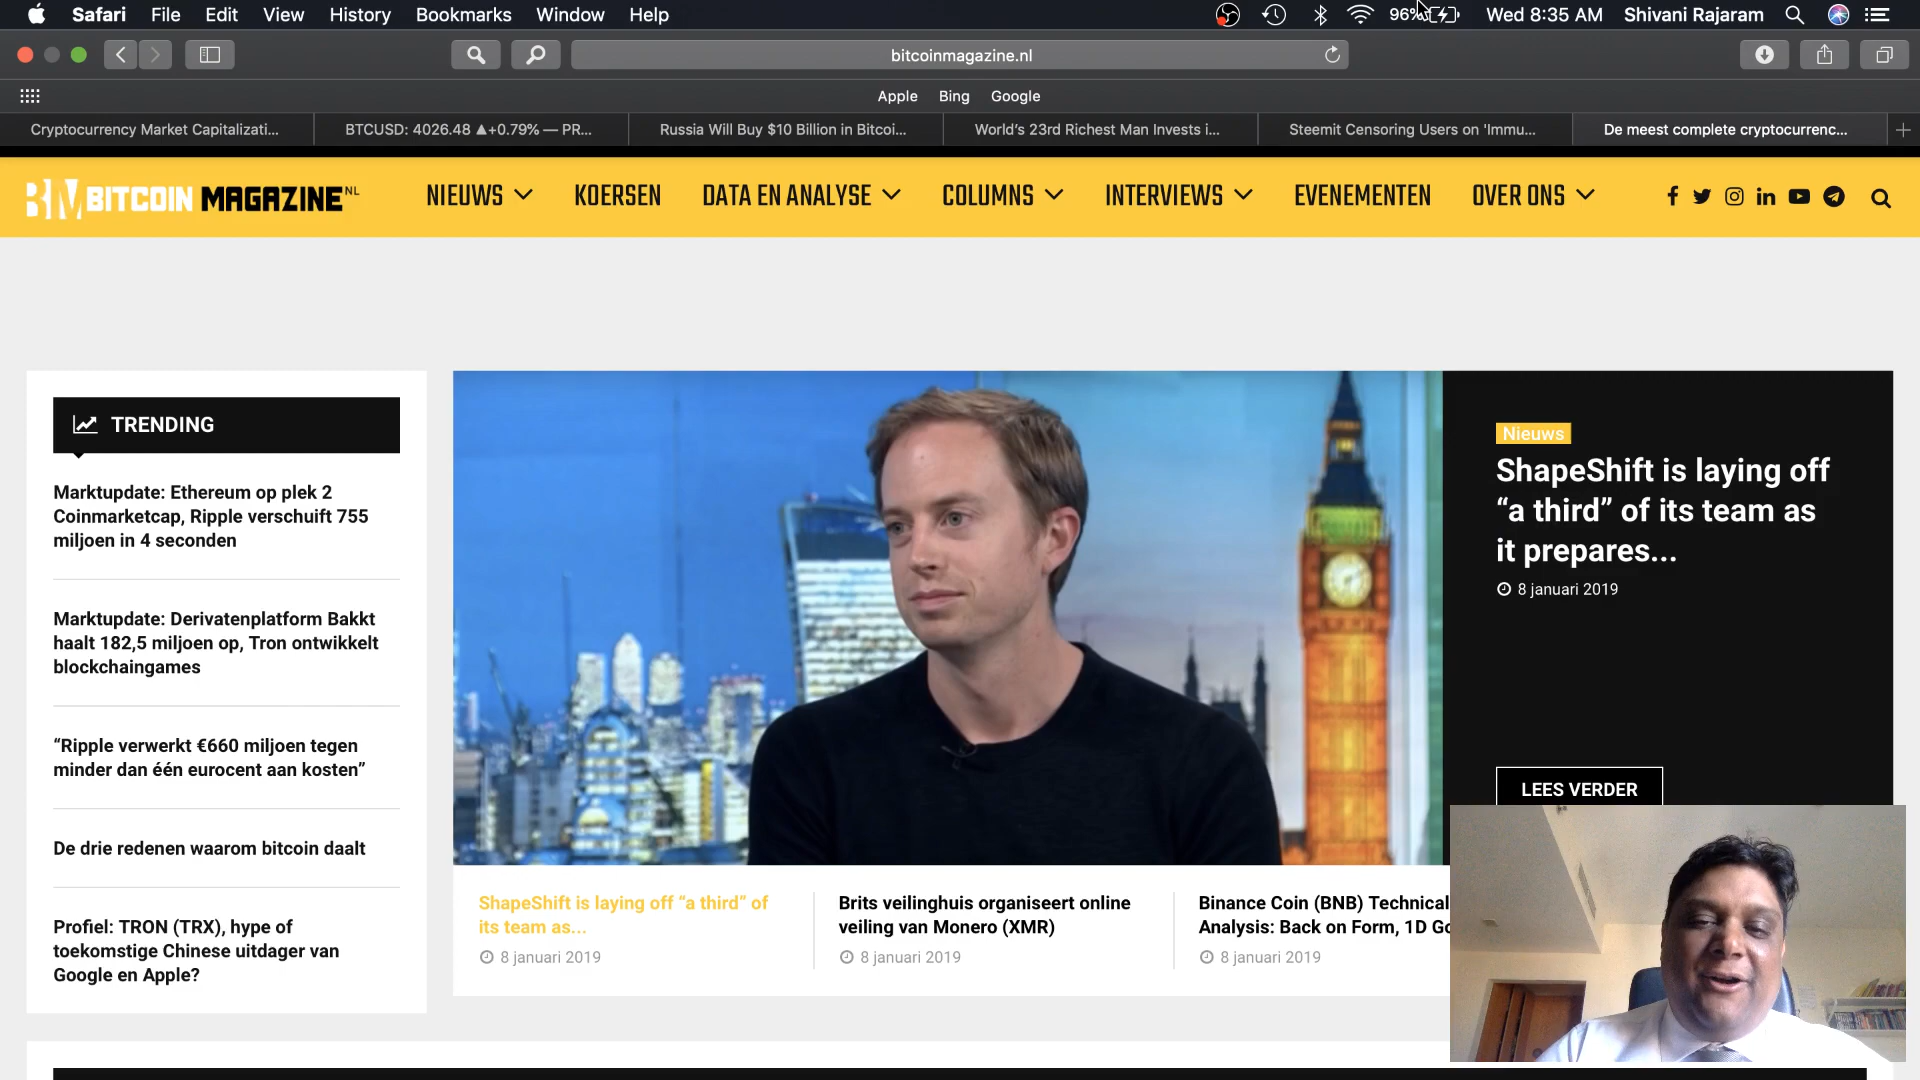 Safari File Edit View History Bookmarks Window Help 96% Wed 8:35 AM Shivani Rajaram
bitcoinmagazine.nl
Apple Bing Google
Cryptocurrency Market Capitalizati... BTCUSD: 4026.48 ▲+0.79% — PR... Russia Will Buy $10 Billion in Bitcoi... World's 23rd Richest Man Invests i... Steemit Censoring Users on 'Immu... De meest complete cryptocurrenc...
BM BITCOIN MAGAZINE NL NIEUWS KOERSEN DATA EN ANALYSE COLUMNS INTERVIEWS EVENEMENTEN OVER ONS
TRENDING
Marktupdate: Ethereum op plek 2
Coinmarketcap, Ripple verschuift 755
miljoen in 4 seconden
Marktupdate: Derivatenplatform Bakkt
haalt 182,5 miljoen op, Tron ontwikkelt
blockchaingames
“Ripple verwerkt €660 miljoen tegen
minder dan één eurocent aan kosten”
De drie redenen waarom bitcoin daalt
Profiel: TRON (TRX), hype of
toekomstige Chinese uitdager van
Google en Apple?
Nieuws
ShapeShift is laying off
“a third” of its team as
it prepares...
8 januari 2019
LEES VERDER
ShapeShift is laying off “a third” of
its team as...
8 januari 2019
Brits veilinghuis organiseert online
veiling van Monero (XMR)
8 januari 2019
Binance Coin (BNB) Technical
Analysis: Back on Form, 1D Go
8 januari 2019